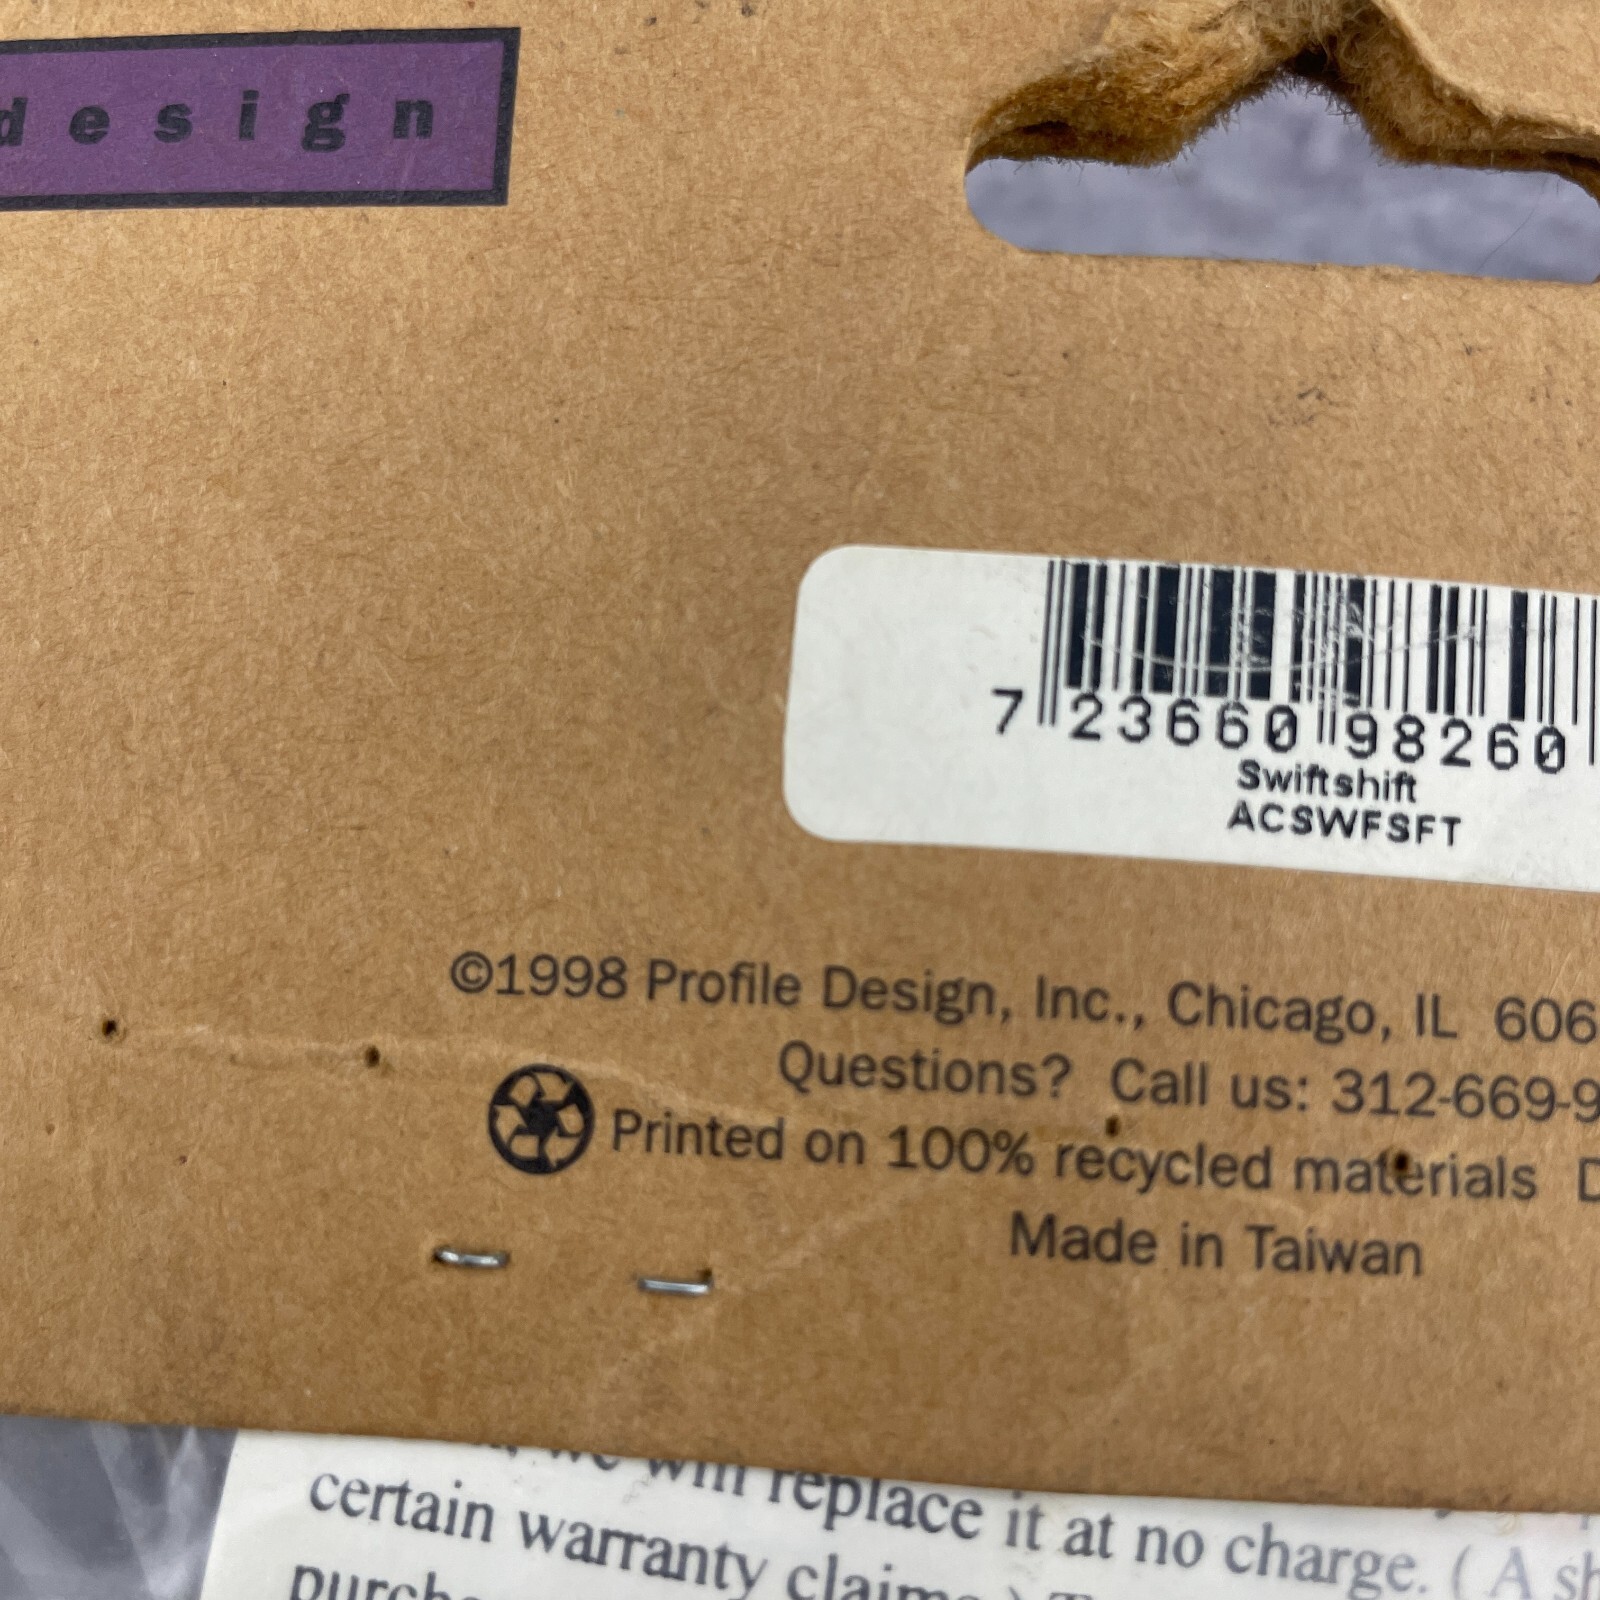 design
7 23660 98260
Swiftshift
ACSWFSFT
©1998 Profile Design, Inc., Chicago, IL 606
Questions? Call us: 312-669-9
Printed on 100% recycled materials D
Made in Taiwan
we will replace it at no charge. ( A sh
certain warranty claims.)
purcha